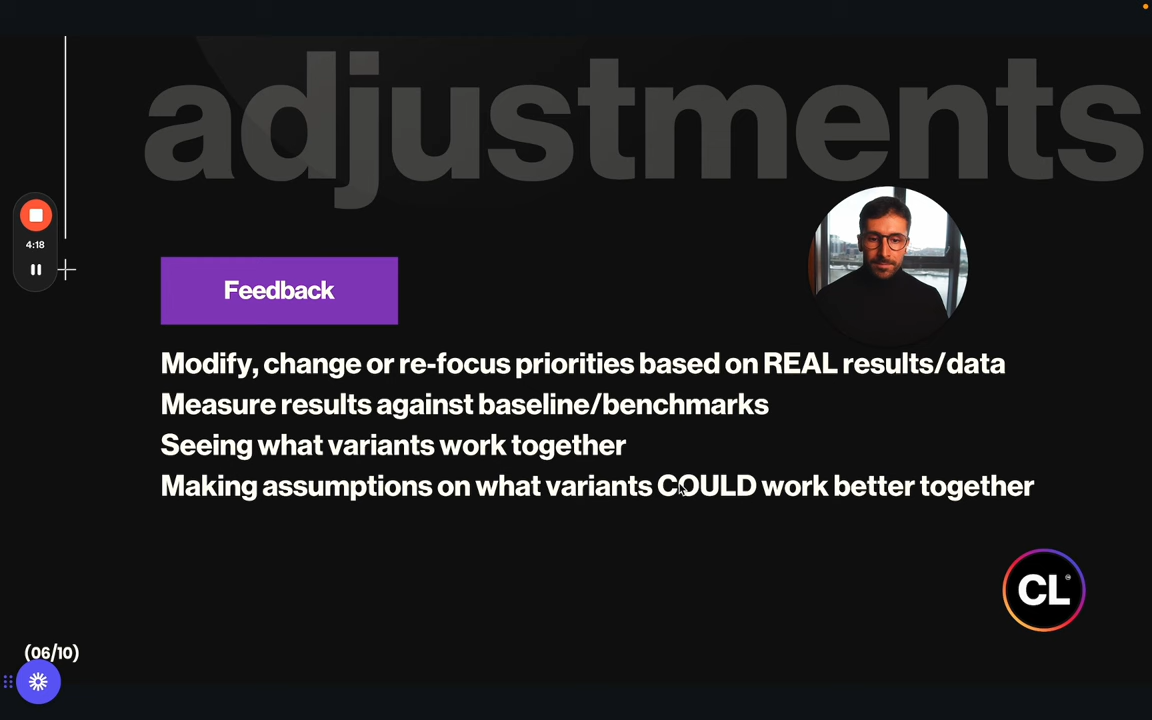 adjustments
4:18
Feedback
Modify, change or re-focus priorities based on REAL results/data
Measure results against baseline/benchmarks
Seeing what variants work together
Making assumptions on what variants COULD work better together
CL
(06/10)